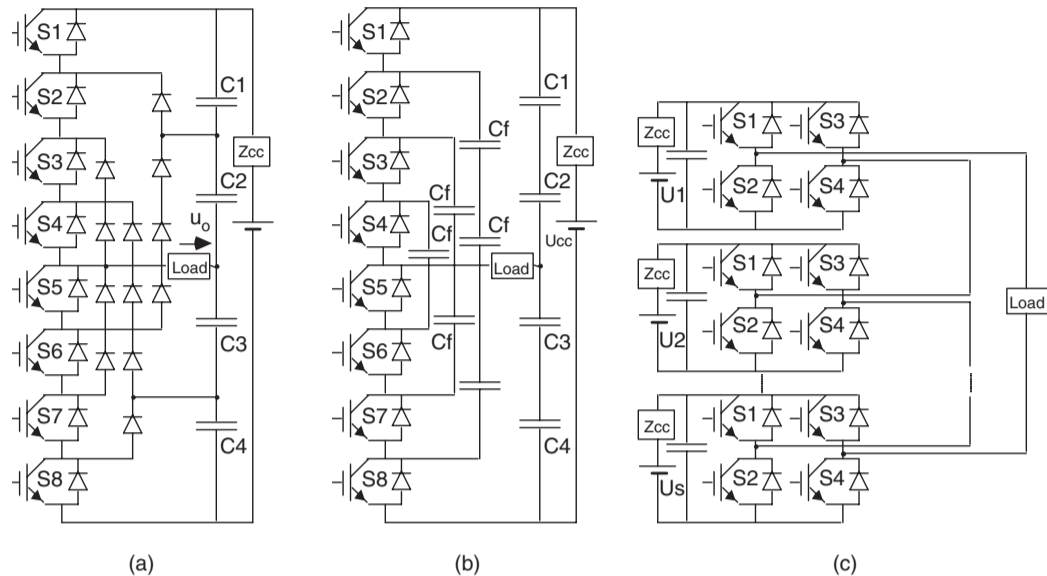 S1
S2
S3
S4
S5
S6
S7
S8
C1
C2
C3
C4
Zcc
uo
Load
(a)
S1
S2
S3
S4
S5
S6
S7
S8
Cf
Cf
Cf
Cf
Cf
C1
C2
C3
C4
Zcc
Ucc
Load
(b)
Zcc
U1
S1
S3
S2
S4
Zcc
U2
S1
S3
S2
S4
Zcc
Us
S1
S3
S2
S4
Load
(c)